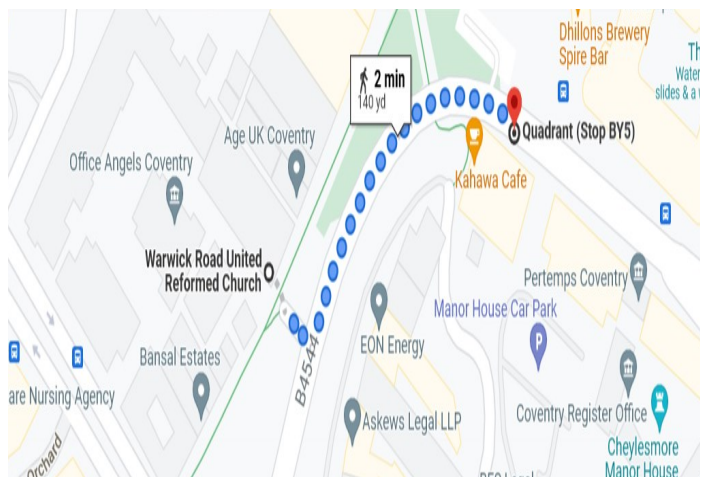 Dhillons Brewery
Spire Bar
Th
Water
slides & a
2 min
140 yd
Quadrant (Stop BY5)
Age UK Coventry
Office Angels Coventry
Kahawa Cafe
Warwick Road United
Reformed Church
Pertemps Coventry
Manor House Car Park
P
EON Energy
B4544
Bansal Estates
are Nursing Agency
Askews Legal LLP
Coventry Register Office
Cheylesmore
Manor House
Orchard